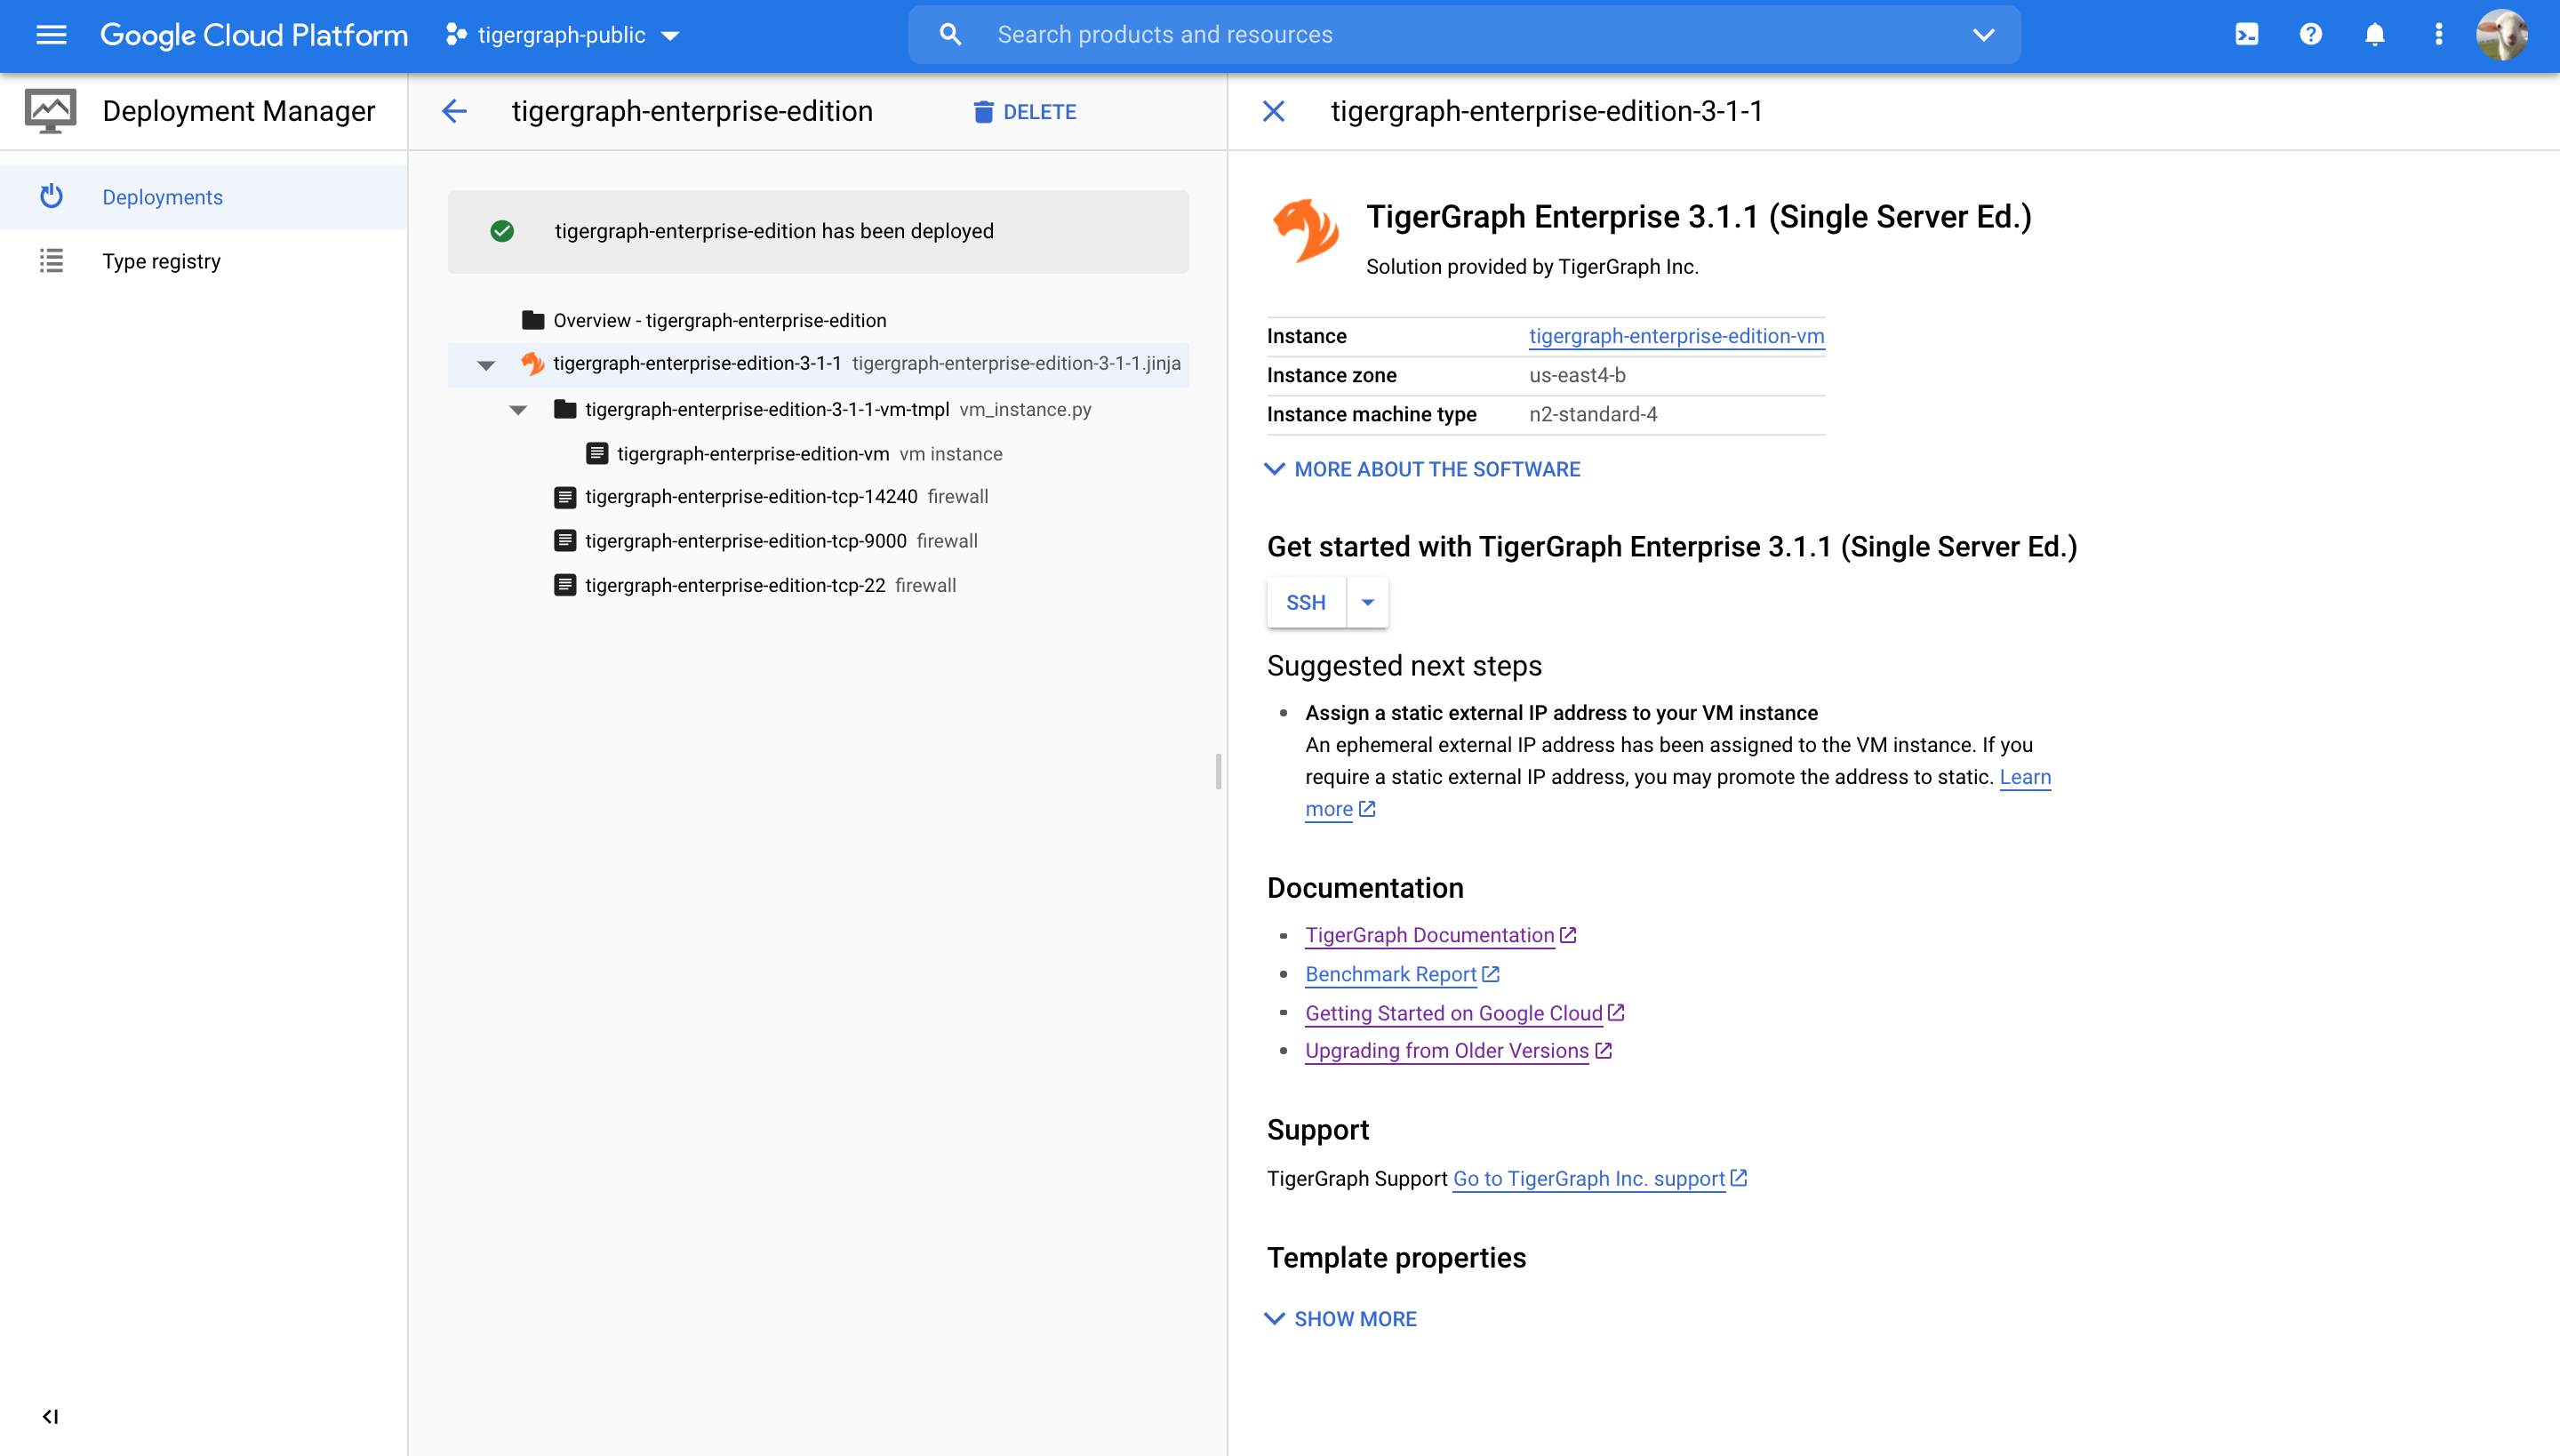 Google Cloud Platform
tigergraph-public
Search products and resources
Deployment Manager
tigergraph-enterprise-edition
DELETE
tigergraph-enterprise-edition-3-1-1
Deployments
Type registry
tigergraph-enterprise-edition has been deployed
Overview - tigergraph-enterprise-edition
tigergraph-enterprise-edition-3-1-1 tigergraph-enterprise-edition-3-1-1.jinja
tigergraph-enterprise-edition-3-1-1-vm-tmpl vm_instance.py
tigergraph-enterprise-edition-vm vm instance
tigergraph-enterprise-edition-tcp-14240 firewall
tigergraph-enterprise-edition-tcp-9000 firewall
tigergraph-enterprise-edition-tcp-22 firewall
TigerGraph Enterprise 3.1.1 (Single Server Ed.)
Solution provided by TigerGraph Inc.
Instance tigergraph-enterprise-edition-vm
Instance zone us-east4-b
Instance machine type n2-standard-4
MORE ABOUT THE SOFTWARE
Get started with TigerGraph Enterprise 3.1.1 (Single Server Ed.)
SSH
Suggested next steps
Assign a static external IP address to your VM instance
An ephemeral external IP address has been assigned to the VM instance. If you
require a static external IP address, you may promote the address to static. Learn
more
Documentation
TigerGraph Documentation
Benchmark Report
Getting Started on Google Cloud
Upgrading from Older Versions
Support
TigerGraph Support Go to TigerGraph Inc. support
Template properties
SHOW MORE